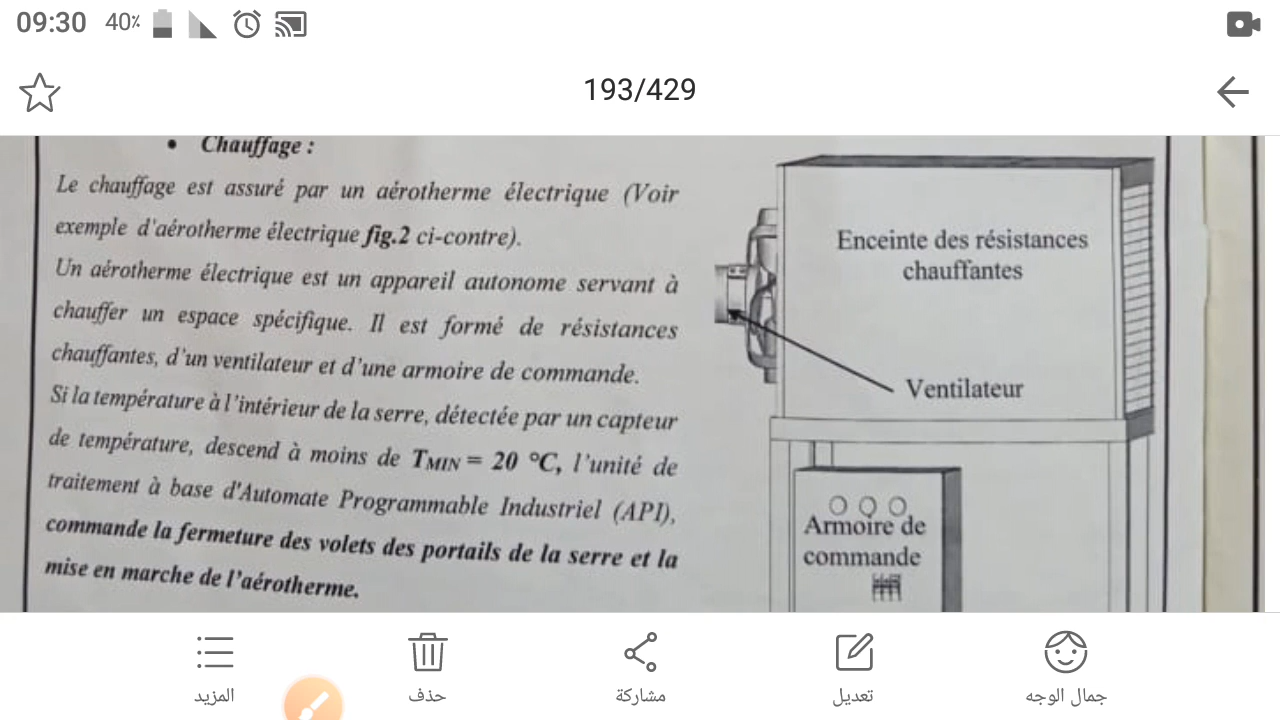 09:30 40%
193/429
• Chauffage :
Le chauffage est assuré par un aérotherme électrique (Voir
exemple d'aérotherme électrique fig.2 ci-contre).
Un aérotherme électrique est un appareil autonome servant à
chauffer un espace spécifique. Il est formé de résistances
chauffantes, d'un ventilateur et d'une armoire de commande.
Si la température à l'intérieur de la serre, détectée par un capteur
de température, descend à moins de TMIN = 20 °C, l'unité de
traitement à base d'Automate Programmable Industriel (API),
commande la fermeture des volets des portails de la serre et la
mise en marche de l'aérotherme.
Enceinte des résistances
chauffantes
Ventilateur
Armoire de
commande
جمال الوجه
تعديل
مشاركة
حذف
المزيد